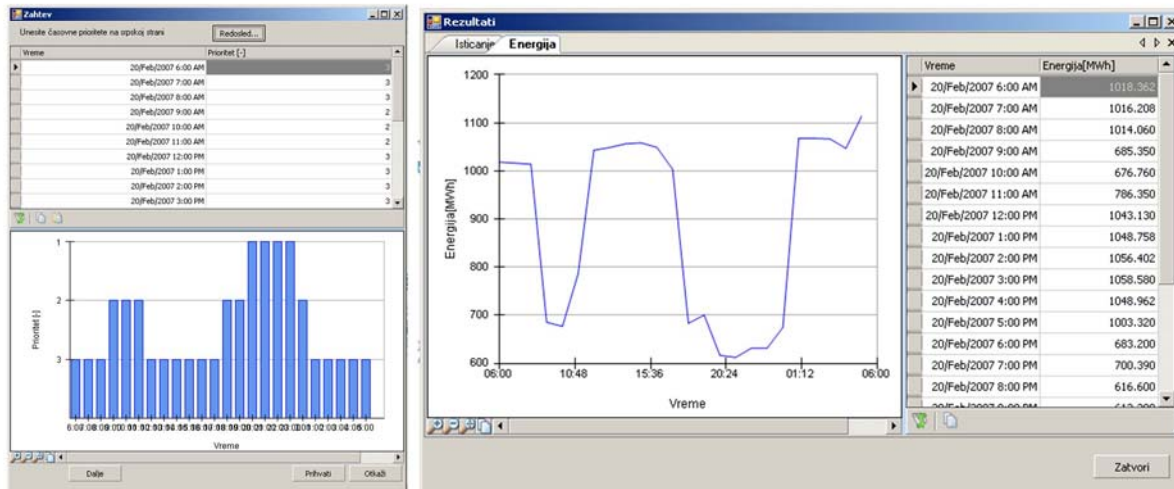 Zahtev
Unesite časovne prioritete na srpskoj strani
Redosled...
Vreme Prioritet [-]
20/Feb/2007 6:00 AM 3
20/Feb/2007 7:00 AM 3
20/Feb/2007 8:00 AM 3
20/Feb/2007 9:00 AM 2
20/Feb/2007 10:00 AM 2
20/Feb/2007 11:00 AM 2
20/Feb/2007 12:00 PM 3
20/Feb/2007 1:00 PM 3
20/Feb/2007 2:00 PM 3
20/Feb/2007 3:00 PM 3
1
2
3
Prioritet [-]
Vreme
Dalje Prihvati Otkaži
Rezultati
Isticanje Energija
1200
1100
1000
900
800
700
600
Energija[MWh]
06:00 10:48 15:36 20:24 01:12 06:00
Vreme
Vreme Energija[MWh]
20/Feb/2007 6:00 AM 1018.362
20/Feb/2007 7:00 AM 1016.208
20/Feb/2007 8:00 AM 1014.060
20/Feb/2007 9:00 AM 685.350
20/Feb/2007 10:00 AM 676.760
20/Feb/2007 11:00 AM 786.350
20/Feb/2007 12:00 PM 1043.130
20/Feb/2007 1:00 PM 1048.758
20/Feb/2007 2:00 PM 1056.402
20/Feb/2007 3:00 PM 1058.580
20/Feb/2007 4:00 PM 1048.962
20/Feb/2007 5:00 PM 1003.320
20/Feb/2007 6:00 PM 683.200
20/Feb/2007 7:00 PM 700.390
20/Feb/2007 8:00 PM 616.600
Zatvori